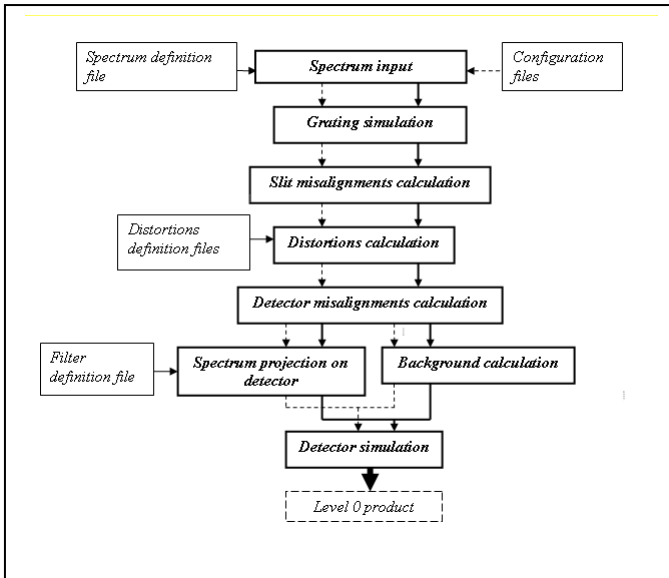 Spectrum definition
file
Spectrum input
Configuration
files
Grating simulation
Slit misalignments calculation
Distortions
definition files
Distortions calculation
Detector misalignments calculation
Filter
definition file
Spectrum projection on
detector
Background calculation
Detector simulation
Level 0 product